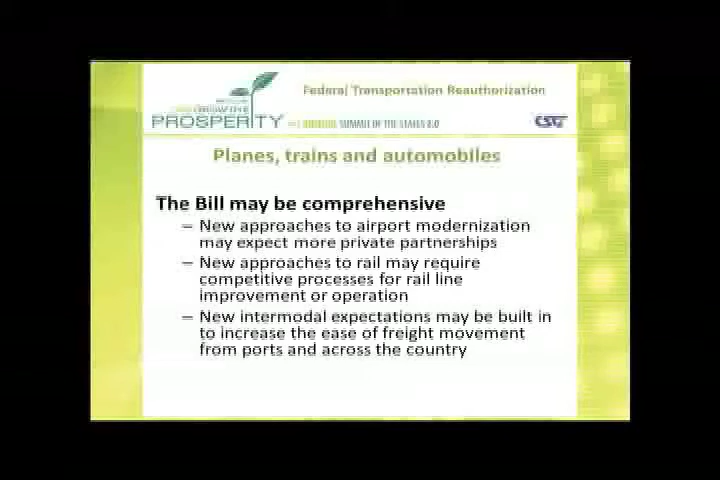 Federal Transportation Reauthorization
PROSPERITY
SUMMIT OF THE STATES
CSG
Planes, trains and automobiles
The Bill may be comprehensive
– New approaches to airport modernization
may expect more private partnerships
– New approaches to rail may require
competitive processes for rail line
improvement or operation
– New intermodal expectations may be built in
to increase the ease of freight movement
from ports and across the country